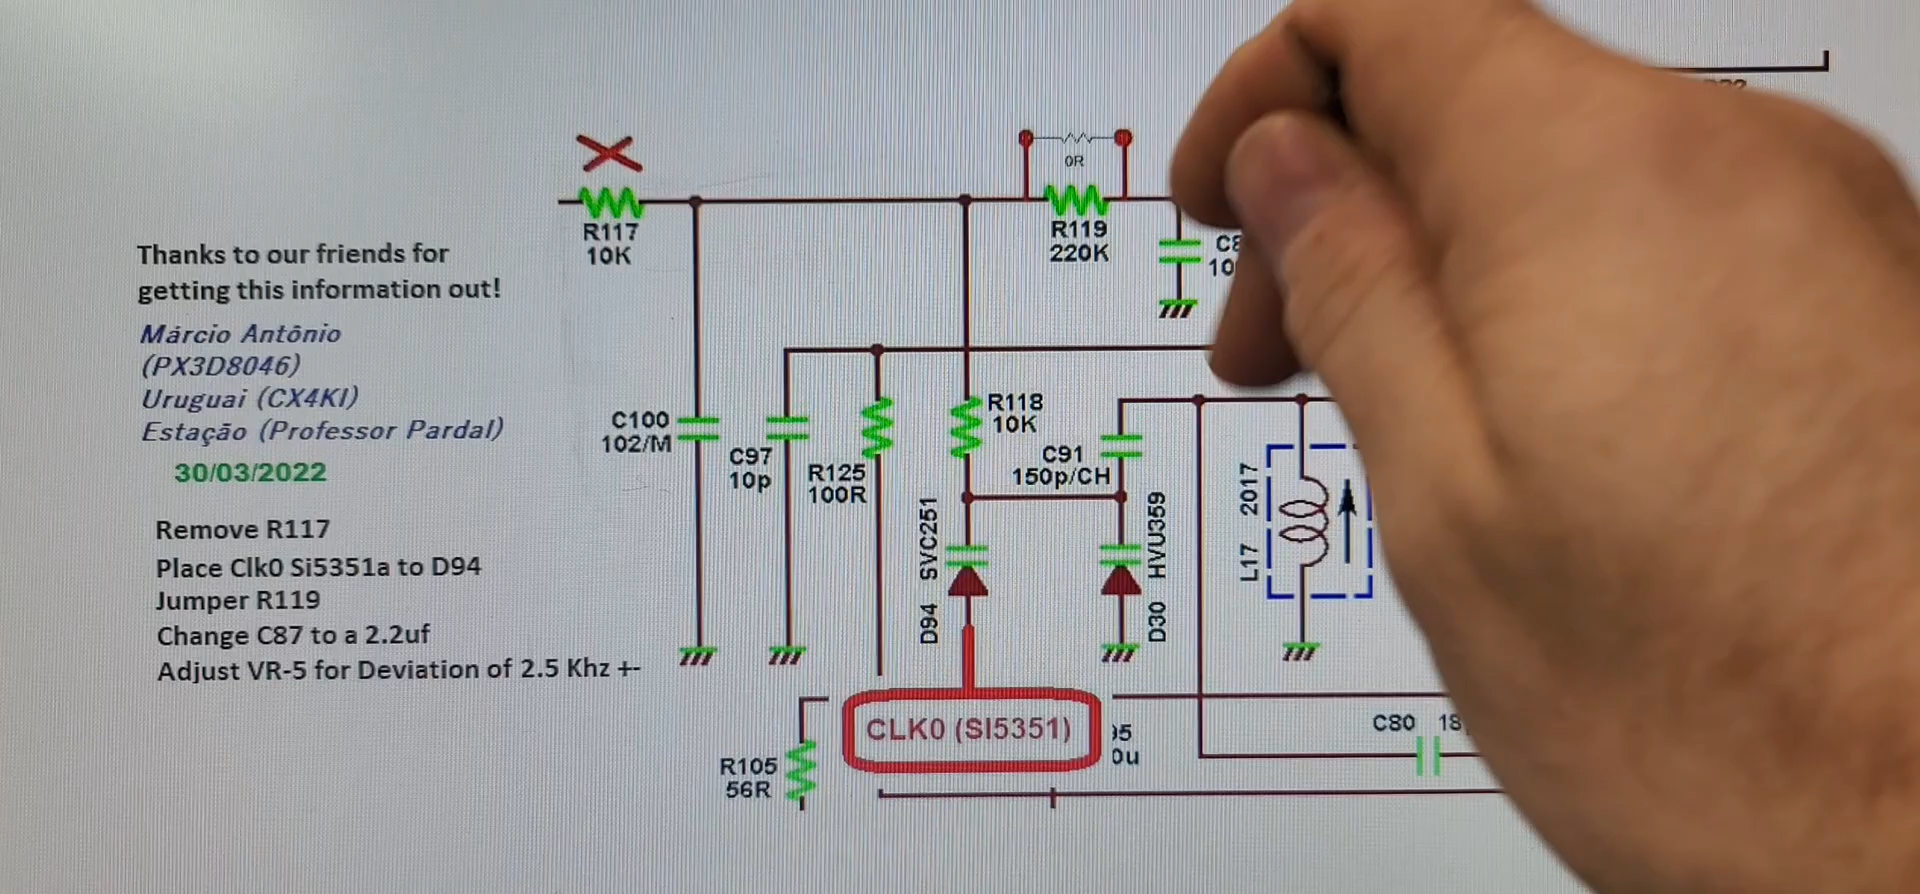 OR
R117
10K
R119
220K
10
Thanks to our friends for
getting this information out!
Márcio Antônio
(PX3D8046)
Uruguai (CX4KI)
Estação (Professor Pardal)
30/03/2022
Remove R117
Place Clk0 Si5351a to D94
Jumper R119
Change C87 to a 2.2uf
Adjust VR-5 for Deviation of 2.5 Khz +-
C100
102/M
C97
10p
R125
100R
R118
10K
C91
150p/CH
D94 SVC251
D30 HVU359
L17 2017
CLK0 (SI5351)
R105
56R
C80 18